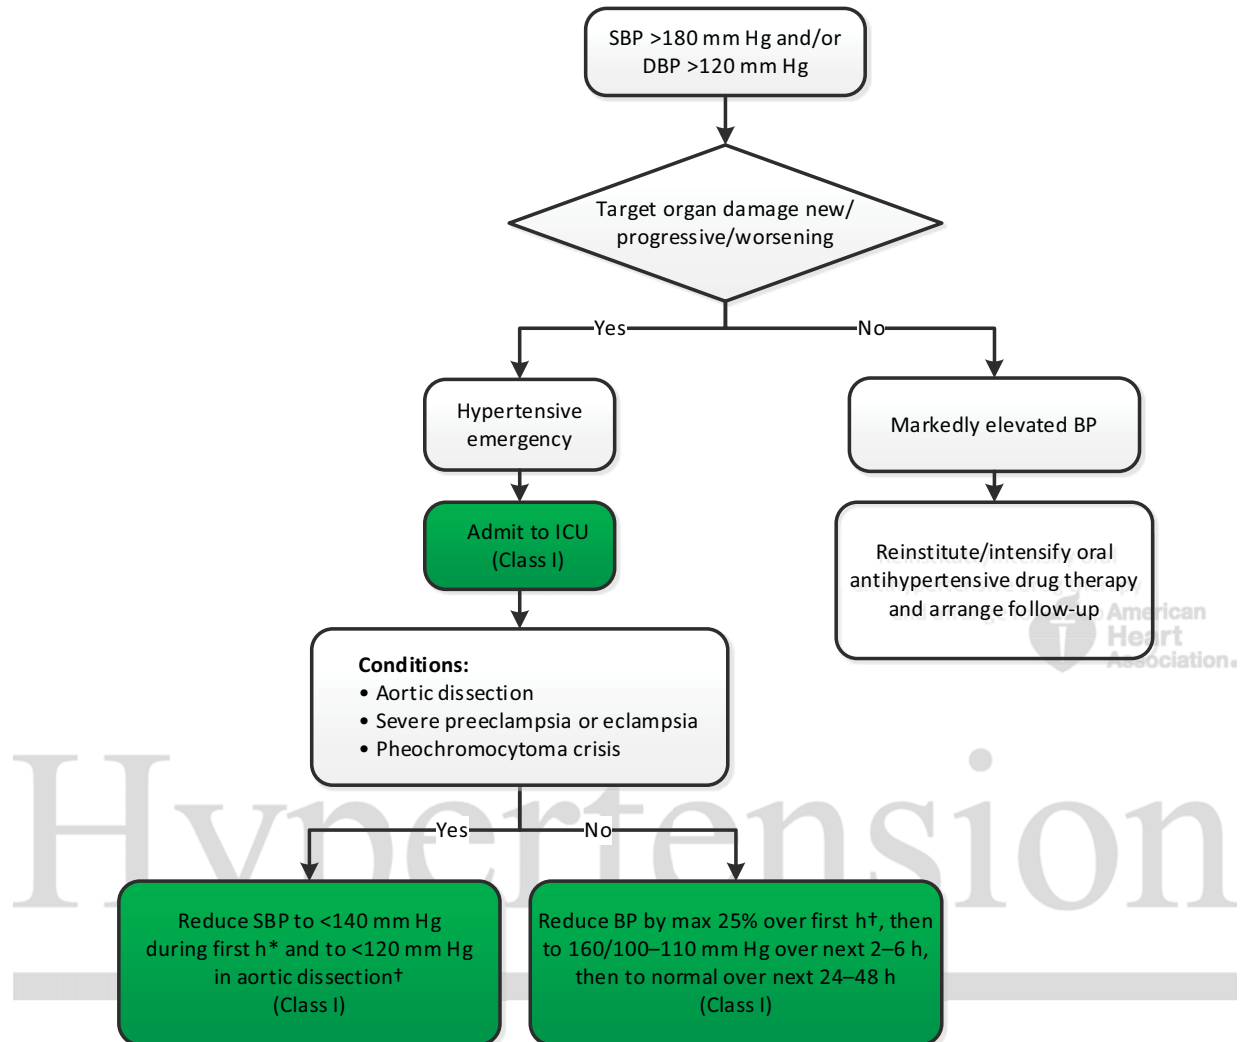 SBP >180 mm Hg and/or
DBP >120 mm Hg
Target organ damage new/
progressive/worsening
Yes
No
Hypertensive
emergency
Markedly elevated BP
Admit to ICU
(Class I)
Reinstitute/intensify oral
antihypertensive drug therapy
and arrange follow-up
American
Heart
Association.
Conditions:
• Aortic dissection
• Severe preeclampsia or eclampsia
• Pheochromocytoma crisis
Hypertension
Yes
No
Reduce SBP to <140 mm Hg
during first h* and to <120 mm Hg
in aortic dissection†
(Class I)
Reduce BP by max 25% over first h†, then
to 160/100–110 mm Hg over next 2–6 h,
then to normal over next 24–48 h
(Class I)